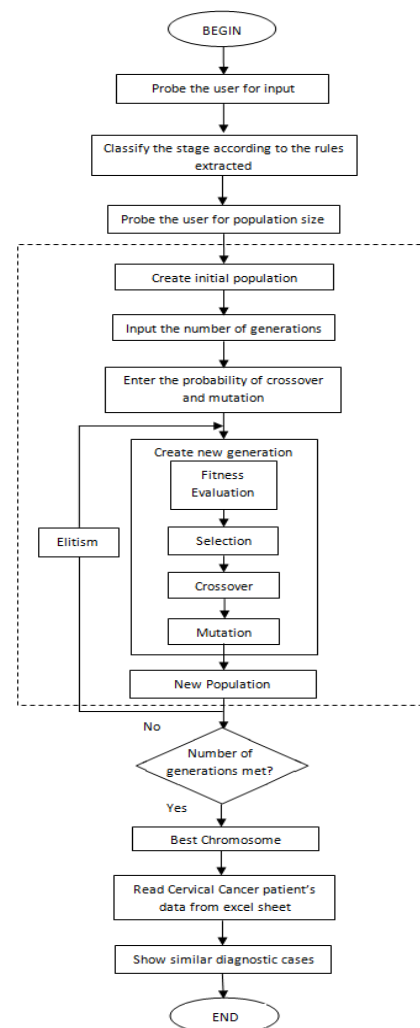 BEGIN
Probe the user for input
Classify the stage according to the rules
extracted
Probe the user for population size
Create initial population
Input the number of generations
Enter the probability of crossover
and mutation
Create new generation
Fitness
Evaluation
Elitism
Selection
Crossover
Mutation
New Population
No
Number of
generations met?
Yes
Best Chromosome
Read Cervical Cancer patient's
data from excel sheet
Show similar diagnostic cases
END